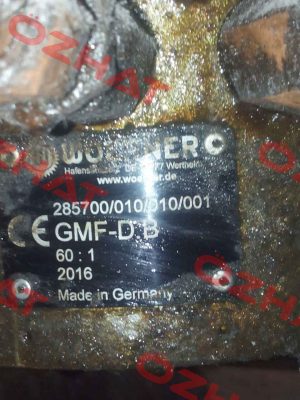 OZHAT
WOERNER
www.woerner.de
285700/010/010/001
CE GMF-D B
60 : 1
2016
Made in Germany
OZHAT
OZHAT
OZHAT